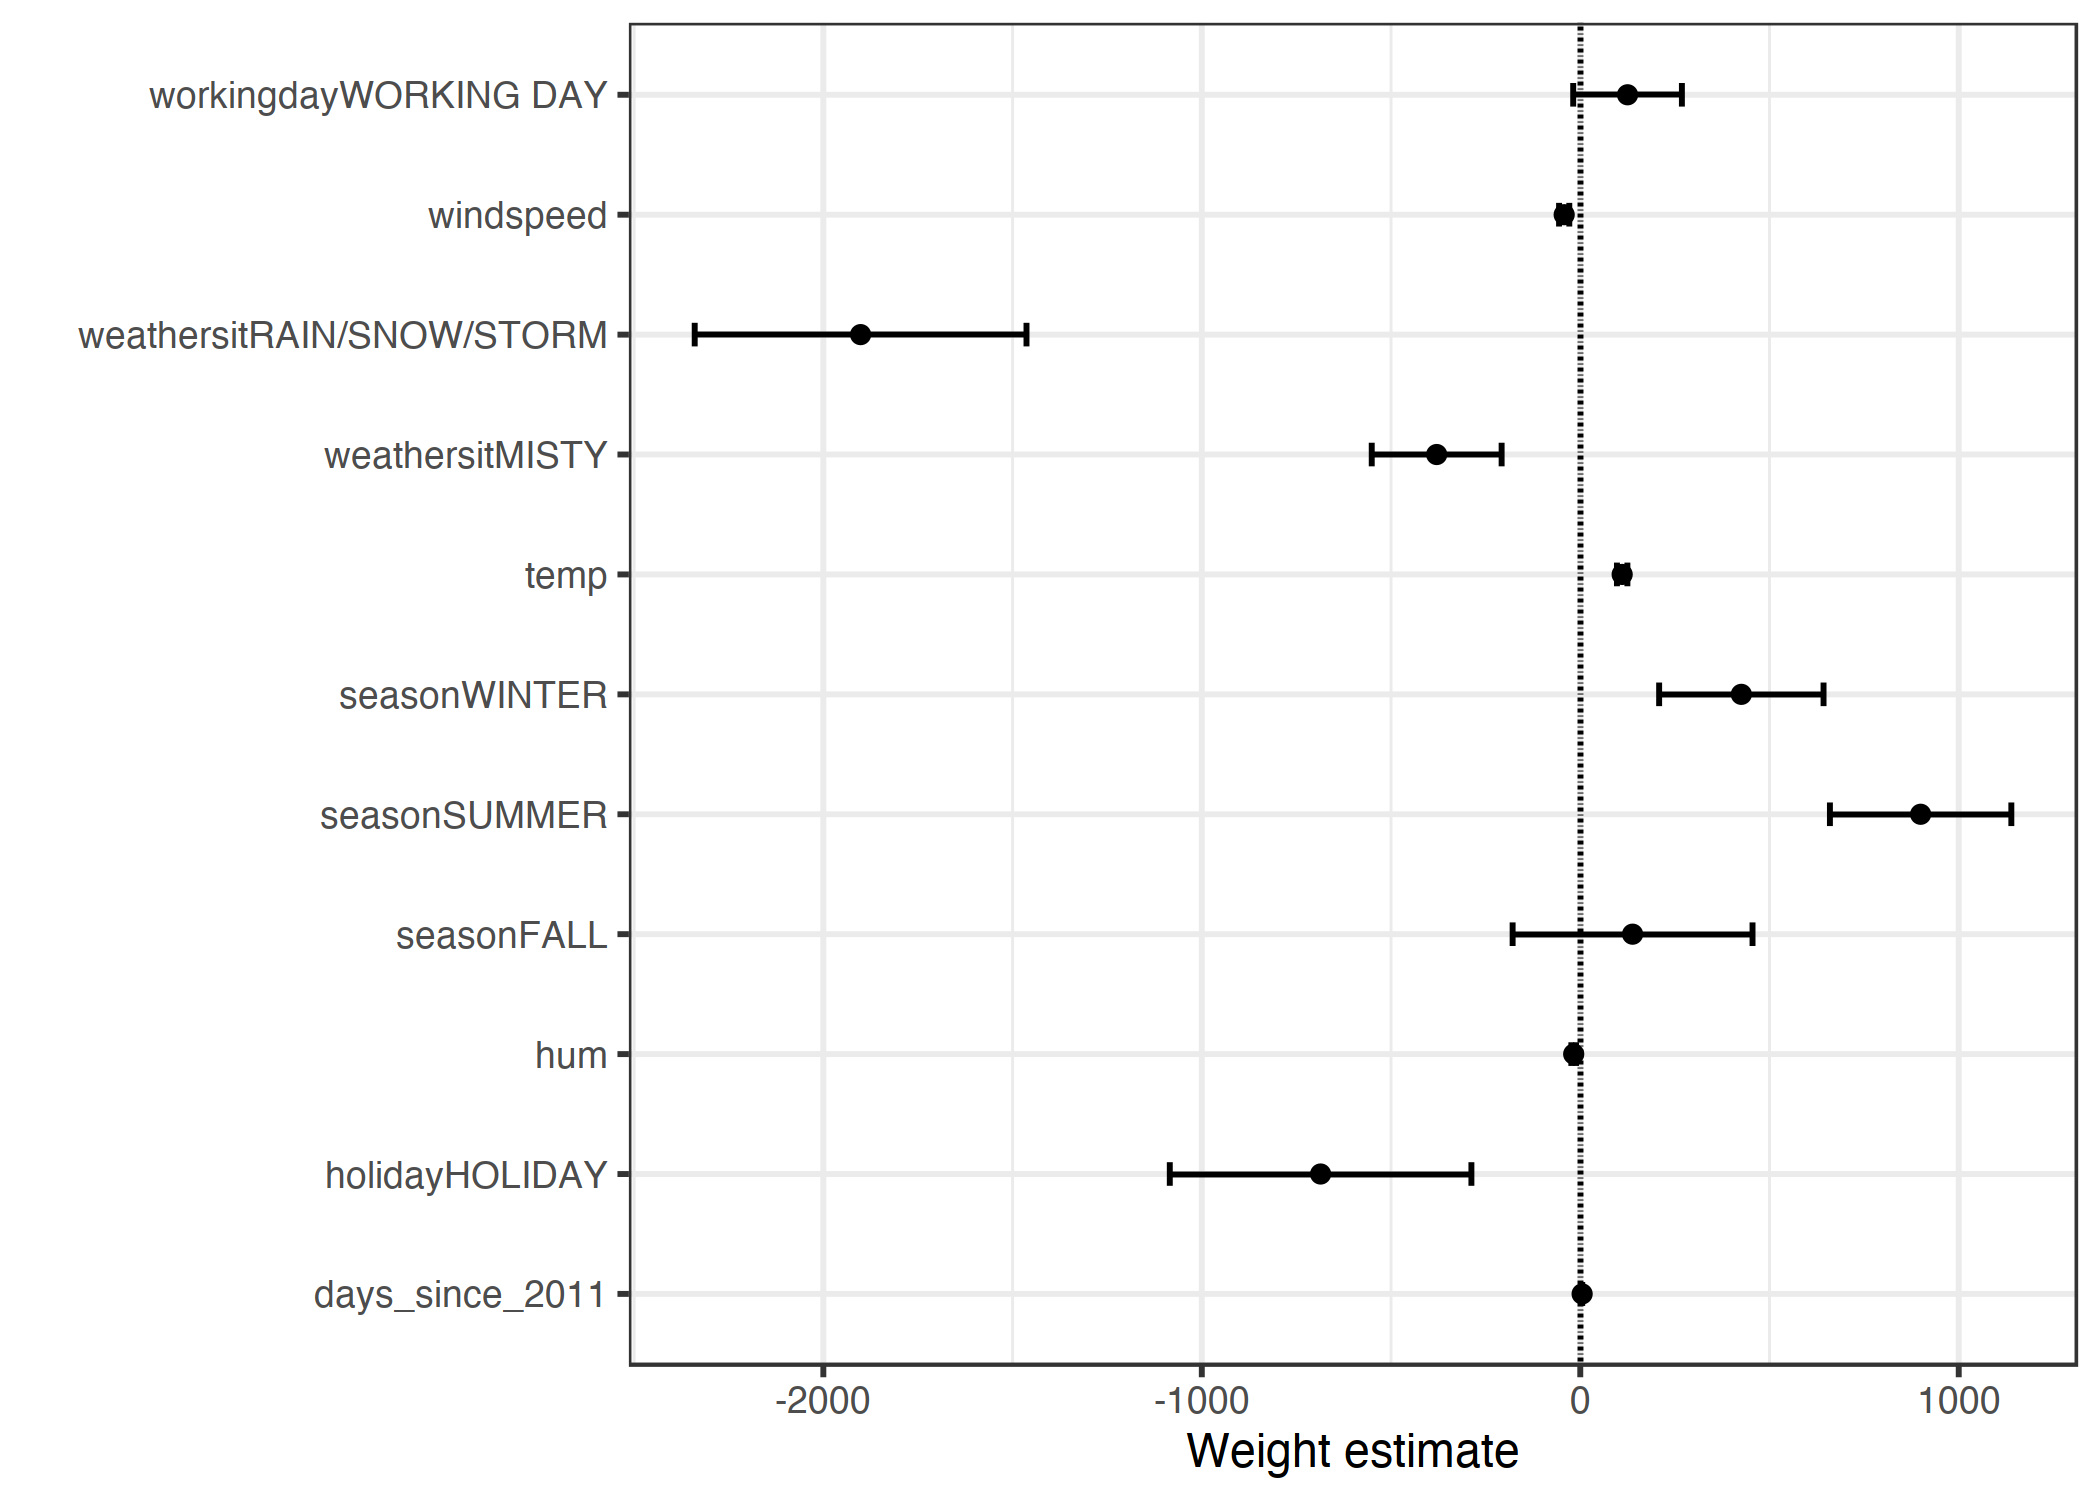 workingdayWORKING DAY
windspeed
weathersitRAIN/SNOW/STORM
weathersitMISTY
temp
seasonWINTER
seasonSUMMER
seasonFALL
hum
holidayHOLIDAY
days_since_2011
-2000 -1000 0 1000
Weight estimate